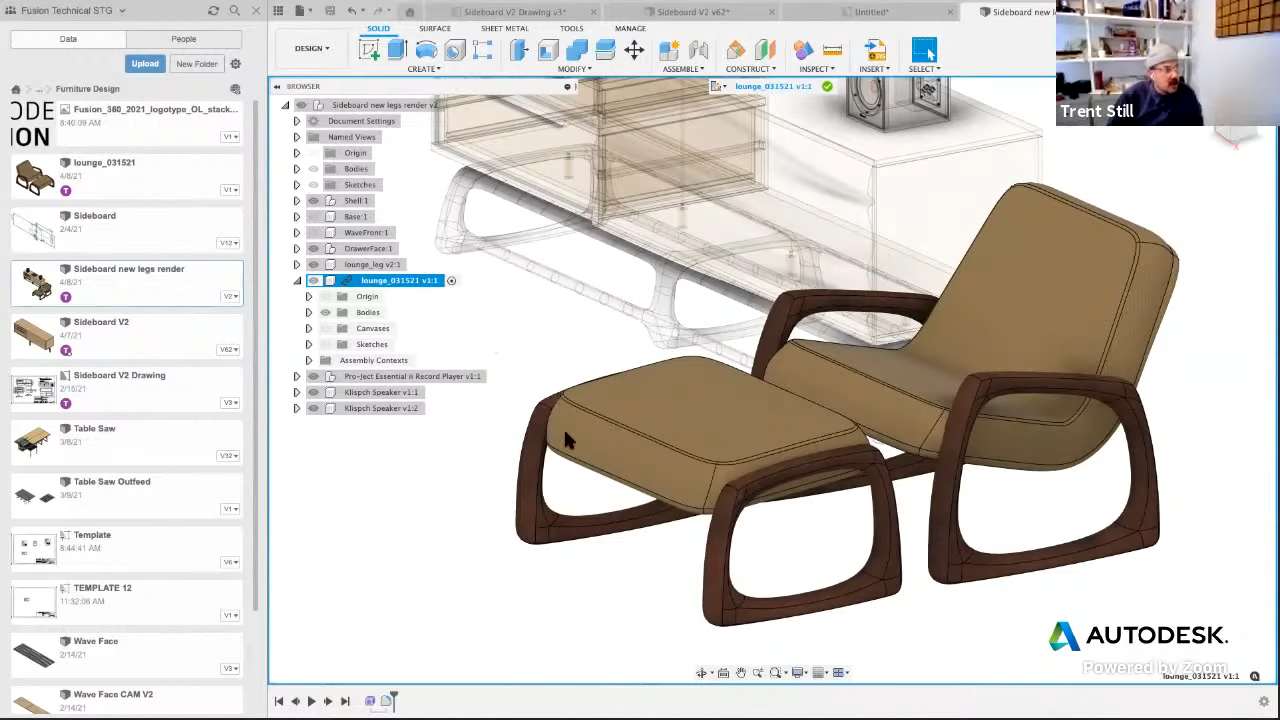 Fusion Technical STG
Data
People
Upload
New Folder
Furniture Design
ion_360_2021_logotype_OL_stack...
8:40:09 AM
V1
ODE
ION
lounge_031521
4/8/21
T
V1
Sideboard
2/4/21
V12
Sideboard new legs render
4/8/21
T
V2
Sideboard V2
4/7/21
T
V62
Sideboard V2 Drawing
2/15/21
T
V3
Table Saw
3/8/21
V32
Table Saw Outfeed
3/9/21
V1
Template
8:44:41 AM
V6
TEMPLATE 12
11:32:06 AM
V1
Wave Face
2/14/21
V3
Wave Face CAM V2
2/14/21
Sideboard V2 Drawing v3*
Sideboard V2 v62*
Untitled*
Sideboard new l
SOLID
SURFACE
SHEET METAL
TOOLS
MANAGE
DESIGN
CREATE
MODIFY
ASSEMBLE
CONSTRUCT
INSPECT
INSERT
SELECT
BROWSER
lounge_031521 v1:1
Sideboard new legs render v2
Document Settings
Named Views
Origin
Bodies
Sketches
Shell:1
Base:1
WaveFront:1
DrawerFace:1
lounge_leg v2:1
lounge_031521 v1:1
Origin
Bodies
Canvases
Sketches
Assembly Contexts
Pro-Ject Essential ii Record Player v1:1
Klispch Speaker v1:1
Klispch Speaker v1:2
Trent Still
AUTODESK.
Powered by Zoom
lounge_031521 v1:1